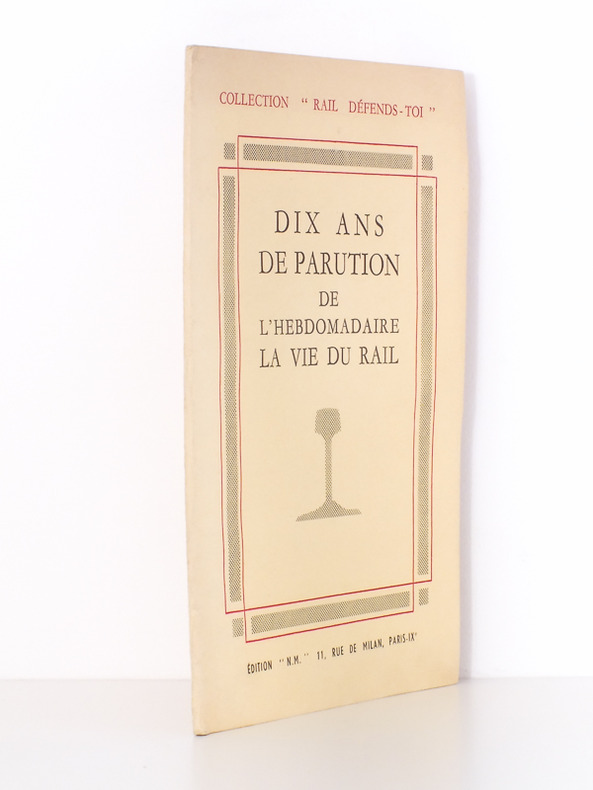 COLLECTION " RAIL DÉFENDS-TOI "
DIX ANS
DE PARUTION
DE
L'HEBDOMADAIRE
LA VIE DU RAIL
ÉDITION "N.M." 11, RUE DE MILAN, PARIS-IXᵉ